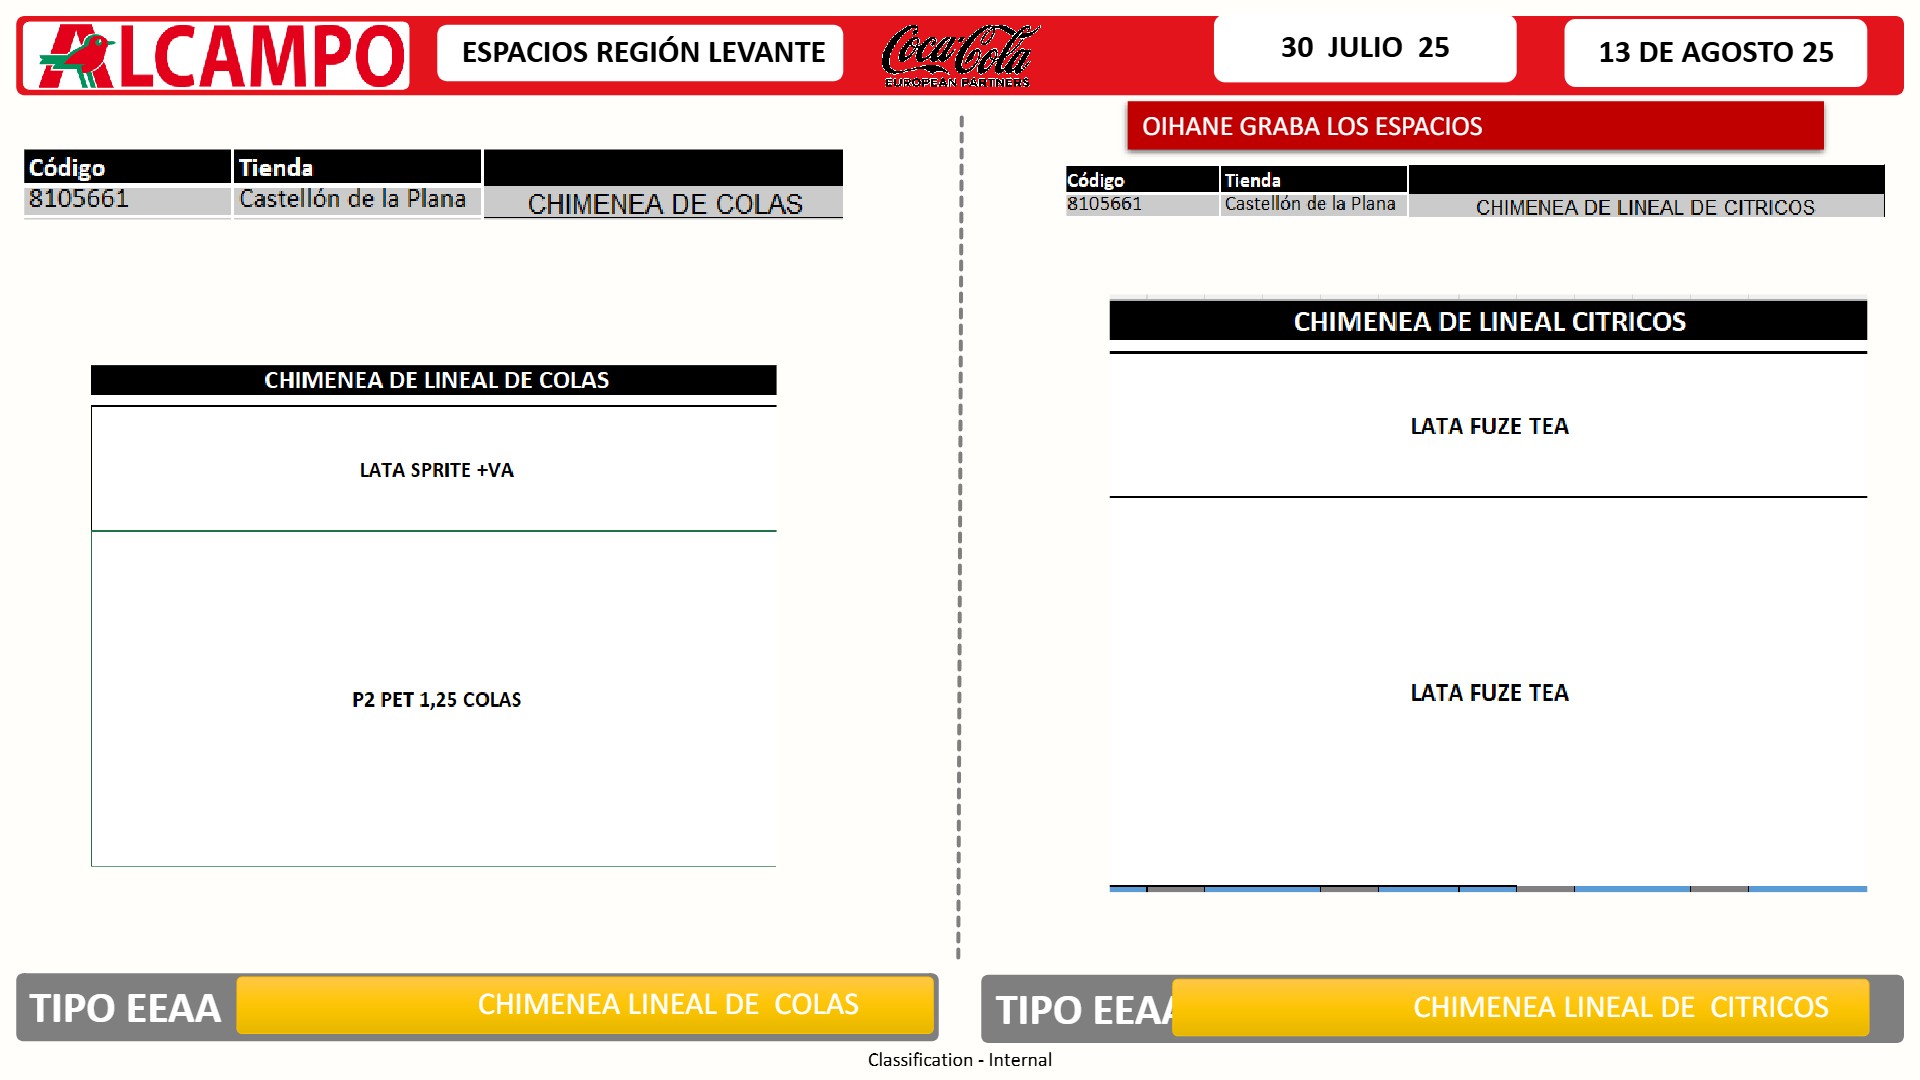 ALCAMPO
ESPACIOS REGIÓN LEVANTE
Coca-Cola
EUROPEAN PARTNERS
30 JULIO 25
13 DE AGOSTO 25
OIHANE GRABA LOS ESPACIOS
Código Tienda
8105661 Castellón de la Plana CHIMENEA DE COLAS
CHIMENEA DE LINEAL DE COLAS
LATA SPRITE +VA
P2 PET 1,25 COLAS
TIPO EEAA CHIMENEA LINEAL DE COLAS
Código Tienda
8105661 Castellón de la Plana CHIMENEA DE LINEAL DE CITRICOS
CHIMENEA DE LINEAL CITRICOS
LATA FUZE TEA
LATA FUZE TEA
TIPO EEAA CHIMENEA LINEAL DE CITRICOS
Classification - Internal